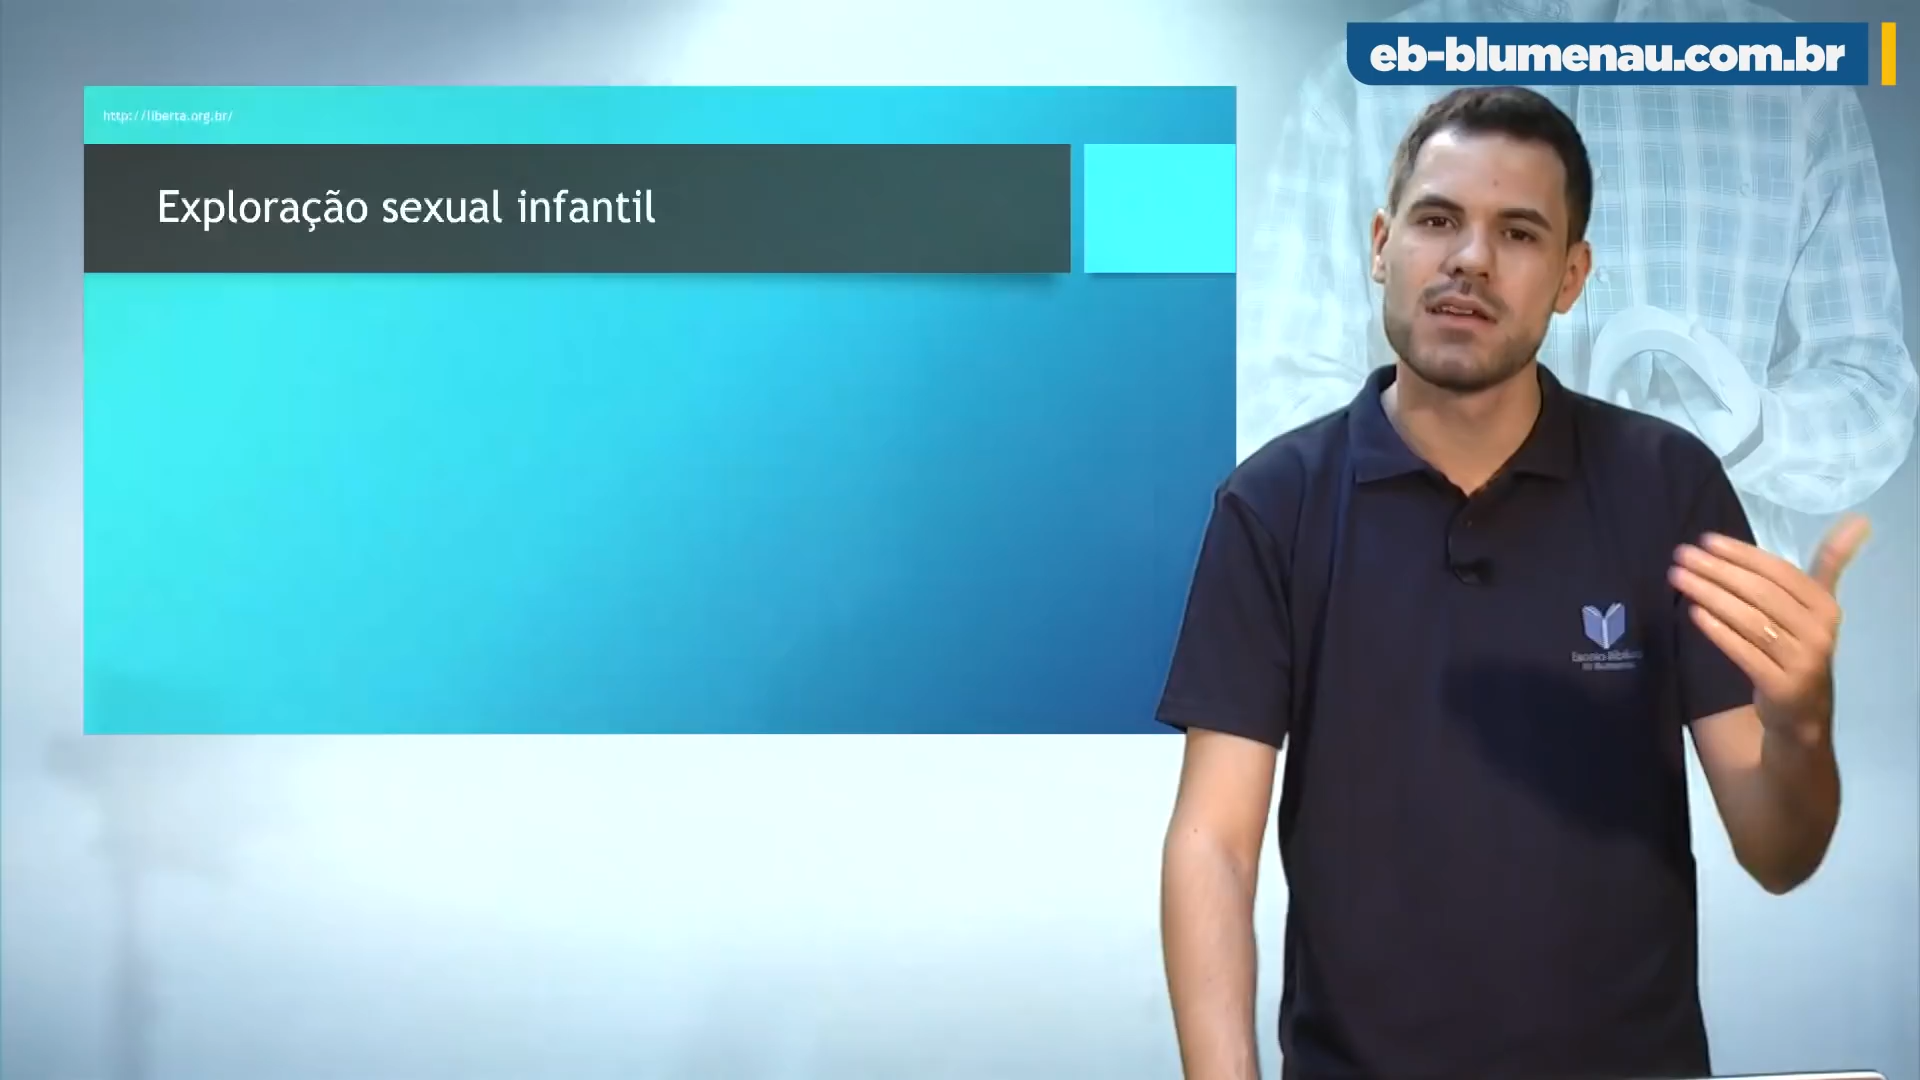 eb-blumenau.com.br
http://liberta.org.br/
Exploração sexual infantil